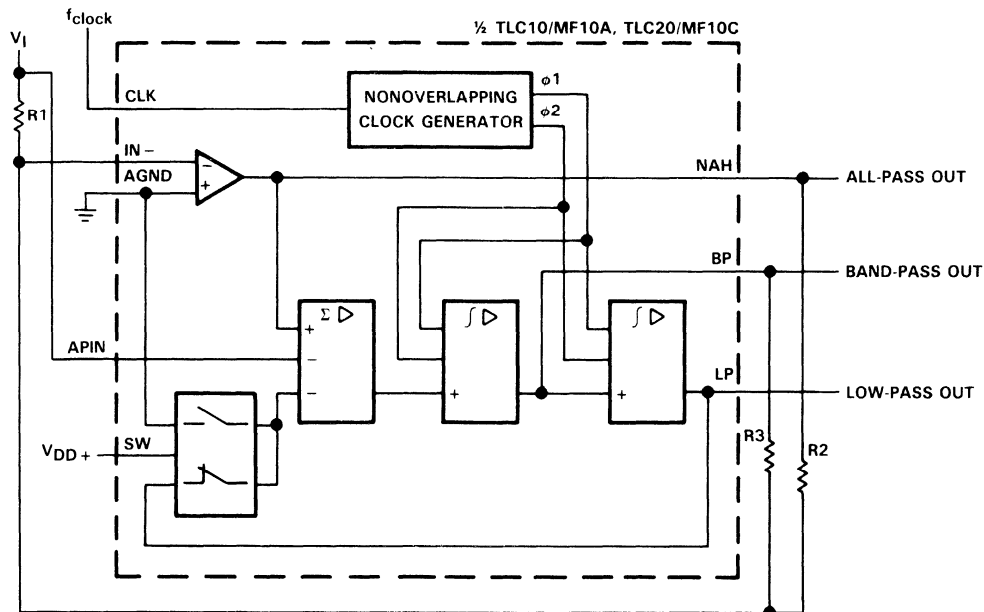 fclock
½ TLC10/MF10A, TLC20/MF10C
VI
CLK
NONOVERLAPPING
CLOCK GENERATOR
ϕ1
ϕ2
R1
IN−
AGND
−
+
NAH
ALL-PASS OUT
BP
BAND-PASS OUT
Σ ▷
∫ ▷
∫ ▷
+
APIN
−
LP
−
+
+
LOW-PASS OUT
VDD+
SW
R3
R2